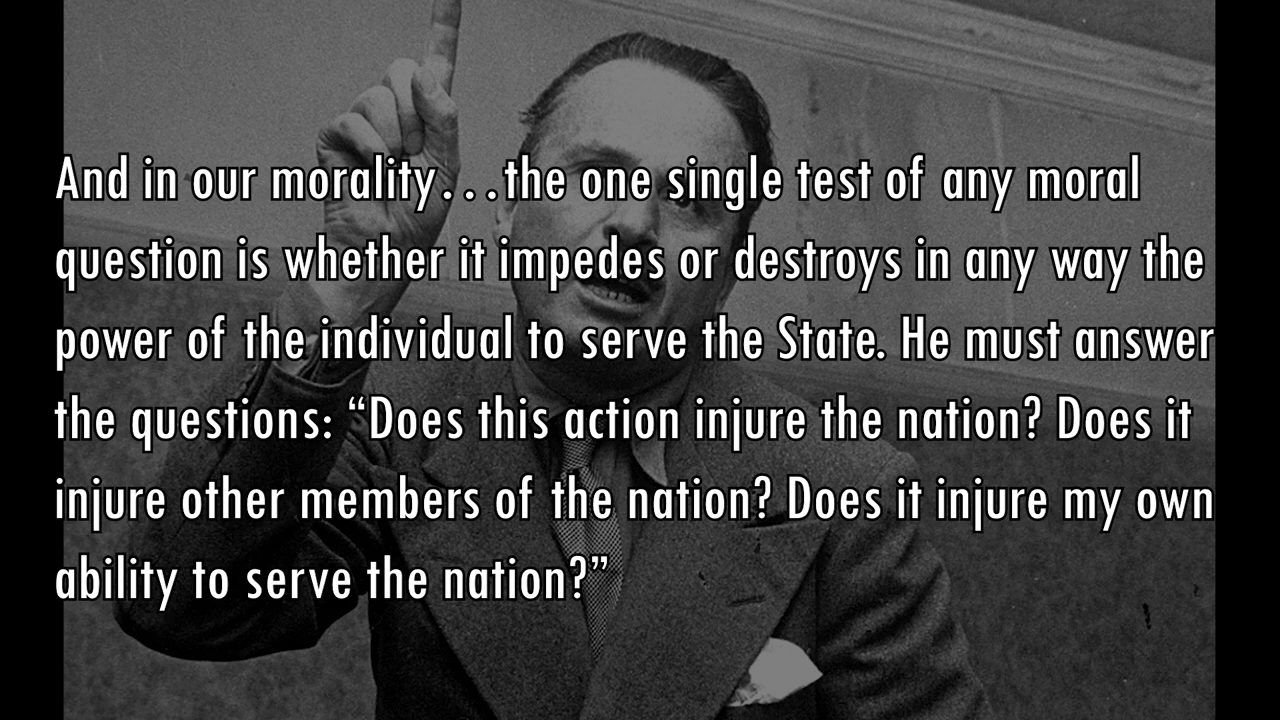 And in our morality...the one single test of any moral
question is whether it impedes or destroys in any way the
power of the individual to serve the State. He must answer
the questions: “Does this action injure the nation? Does it
injure other members of the nation? Does it injure my own
ability to serve the nation?”